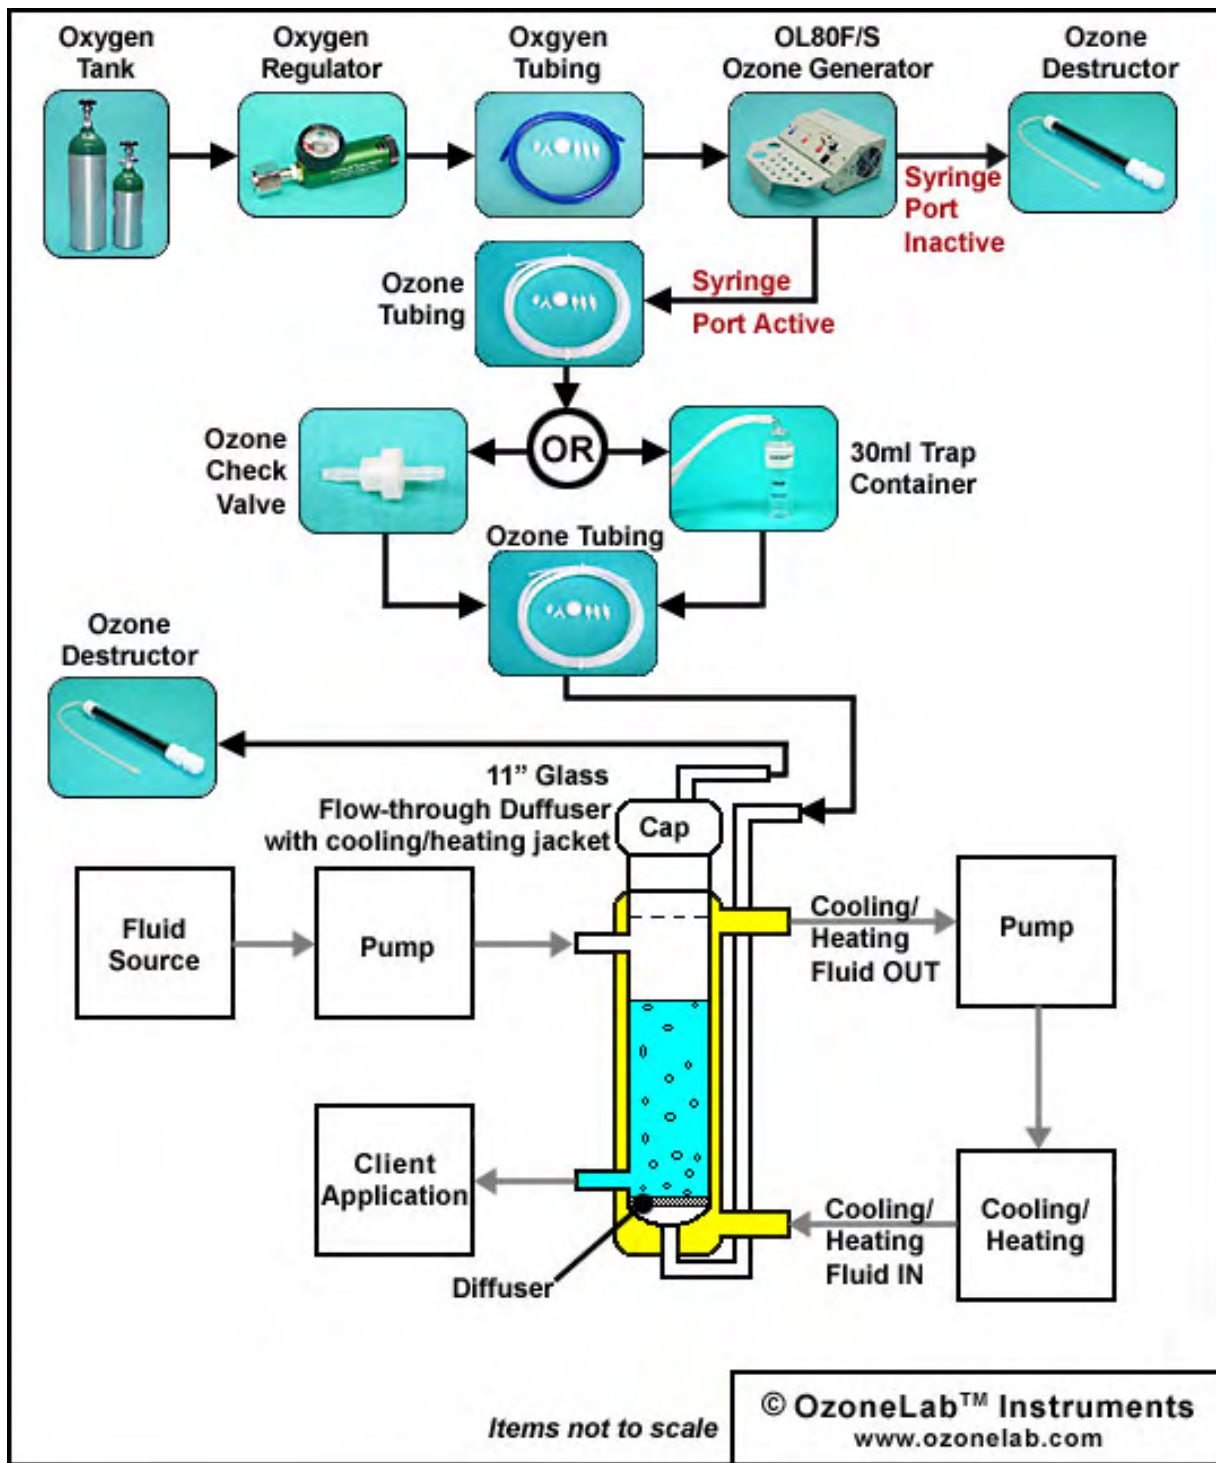 Oxygen
Tank
Oxygen
Regulator
Oxgyen
Tubing
OL80F/S
Ozone Generator
Ozone
Destructor
Syringe
Port
Inactive
Ozone
Tubing
Syringe
Port Active
Ozone
Check
Valve
OR
30ml Trap
Container
Ozone Tubing
Ozone
Destructor
11” Glass
Flow-through Duffuser
with cooling/heating jacket
Cap
Fluid
Source
Pump
Cooling/
Heating
Fluid OUT
Pump
Client
Application
Cooling/
Heating
Fluid IN
Cooling/
Heating
Diffuser
Items not to scale
© OzoneLab™ Instruments
www.ozonelab.com